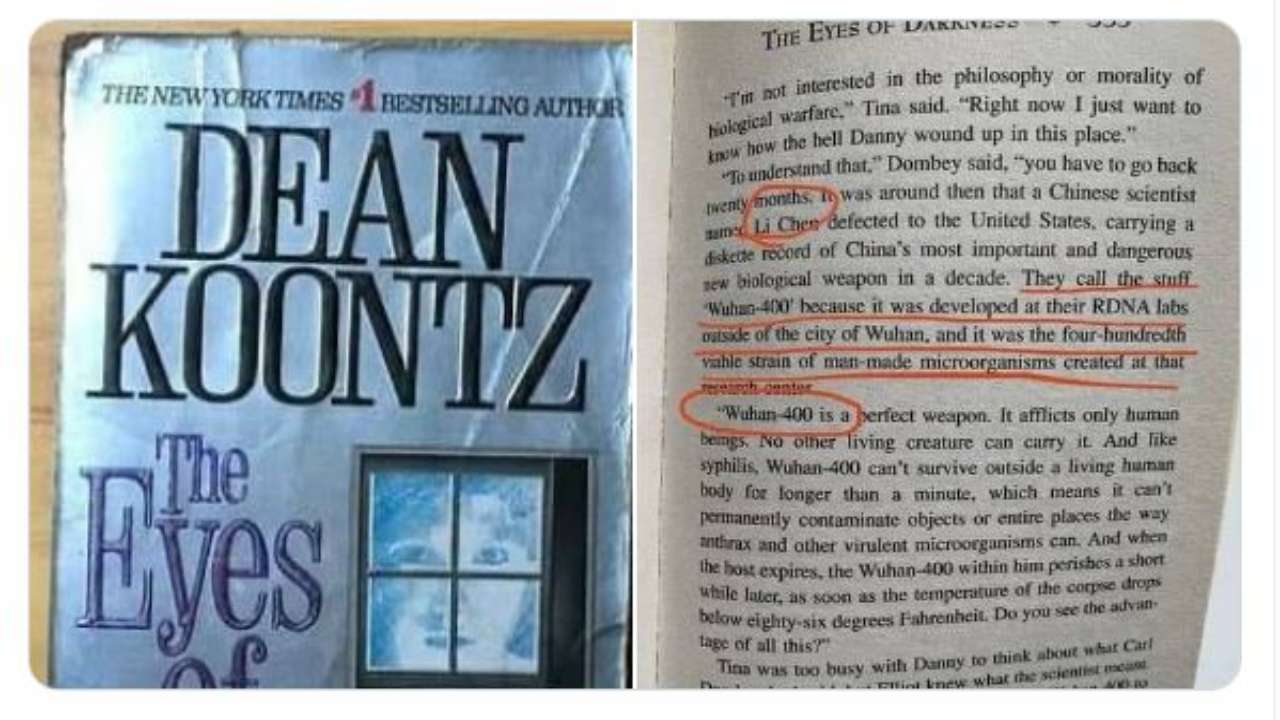 THE NEW YORK TIMES #1 BESTSELLING AUTHOR
DEAN
KOONTZ
The
Eyes
of
THE EYES OF DARKNESS
"I'm not interested in the philosophy or morality of
biological warfare," Tina said. "Right now I just want to
know how the hell Danny wound up in this place."
"To understand that," Dombey said, "you have to go back
twenty months. It was around then that a Chinese scientist
named Li Chen defected to the United States, carrying a
diskette record of China's most important and dangerous
new biological weapon in a decade. They call the stuff
'Wuhan-400' because it was developed at their RDNA labs
outside of the city of Wuhan, and it was the four-hundredth
viable strain of man-made microorganisms created at that
research center.
"Wuhan-400 is a perfect weapon. It afflicts only human
beings. No other living creature can carry it. And like
syphilis, Wuhan-400 can't survive outside a living human
body for longer than a minute, which means it can't
permanently contaminate objects or entire places the way
anthrax and other virulent microorganisms can. And when
the host expires, the Wuhan-400 within him perishes a short
while later, as soon as the temperature of the corpse drops
below eighty-six degrees Fahrenheit. Do you see the advan-
tage of all this?"
Tina was too busy with Danny to think about what Carl
Elliot knew what the scientist meant.